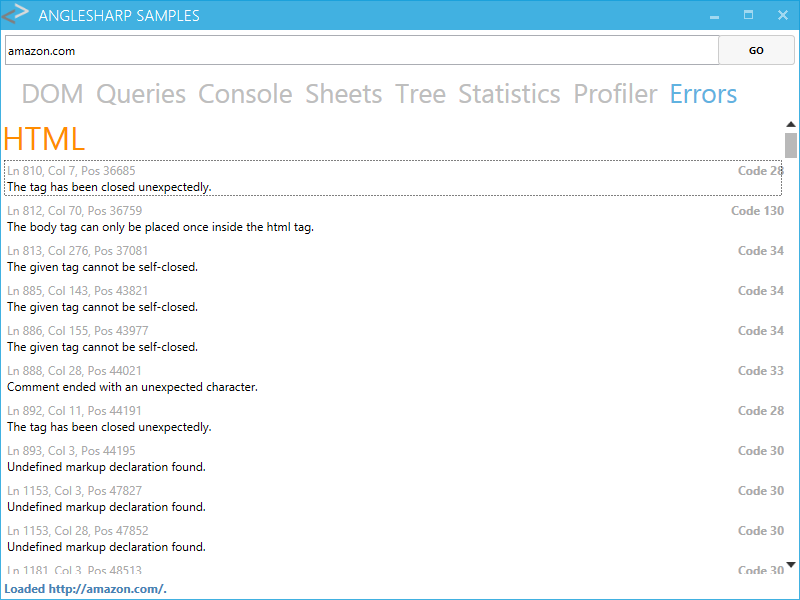 ANGLESHARP SAMPLES
amazon.com
GO
DOM Queries Console Sheets Tree Statistics Profiler Errors
HTML
Ln 810, Col 7, Pos 36685 Code 28
The tag has been closed unexpectedly.
Ln 812, Col 70, Pos 36759 Code 130
The body tag can only be placed once inside the html tag.
Ln 813, Col 276, Pos 37081 Code 34
The given tag cannot be self-closed.
Ln 885, Col 143, Pos 43821 Code 34
The given tag cannot be self-closed.
Ln 886, Col 155, Pos 43977 Code 34
The given tag cannot be self-closed.
Ln 888, Col 28, Pos 44021 Code 33
Comment ended with an unexpected character.
Ln 892, Col 11, Pos 44191 Code 28
The tag has been closed unexpectedly.
Ln 893, Col 3, Pos 44195 Code 30
Undefined markup declaration found.
Ln 1153, Col 3, Pos 47827 Code 30
Undefined markup declaration found.
Ln 1153, Col 28, Pos 47852 Code 30
Undefined markup declaration found.
Ln 1181, Col 3, Pos 48513 Code 30
Loaded http://amazon.com/.